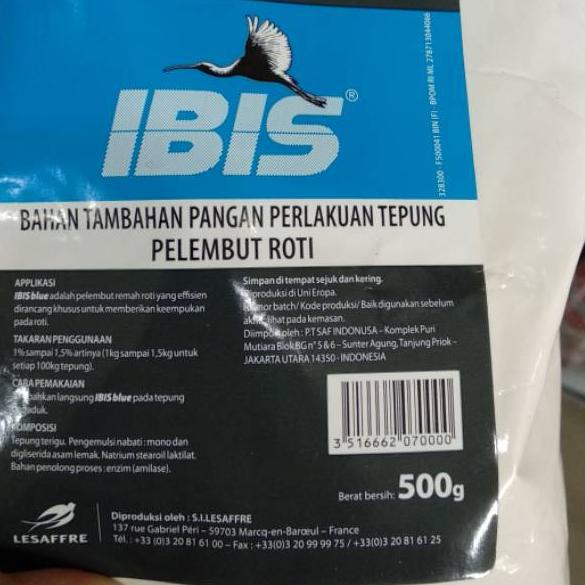 IBIS®
328300 - FS00041 BIN (F) BPOM RI ML 278713044066
BAHAN TAMBAHAN PANGAN PERLAKUAN TEPUNG
PELEMBUT ROTI
APPLIKASI
IBIS blue adalah pelembut remah roti yang effisien
dirancang khusus untuk memberikan keempukan
pada roti.
TAKARAN PENGGUNAAN
1% sampai 1,5% artinya (1kg sampai 1,5kg untuk
setiap 100kg tepung).
CARA PEMAKAIAN
langsung IBIS blue pada tepung
KOMPOSISI
Tepung terigu. Pengemulsi nabati : mono dan
digliserida asam lemak. Natrium stearoil laktilat.
Bahan penolong proses : enzim (amilase).
Simpan di tempat sejuk dan kering.
Diproduksi di Uni Eropa.
batch/ Kode produksi/ Baik digunakan sebelum
lihat pada kemasan.
Diimpor oleh : P.T SAF INDONUSA - Komplek Puri
Mutiara Blok BG n° 5 & 6 – Sunter Agung, Tanjung Priok -
JAKARTA UTARA 14350 - INDONESIA
3 516662 070000
Berat bersih: 500g
LESAFFRE
Diproduksi oleh : S.I.LESAFFRE
137 rue Gabriel Péri – 59703 Marcq-en-Barœul – France
Tél. : +33 (0)3 20 81 61 00 – Fax : +33(0)3 20 99 99 75 / +33(0)3 20 81 61 25